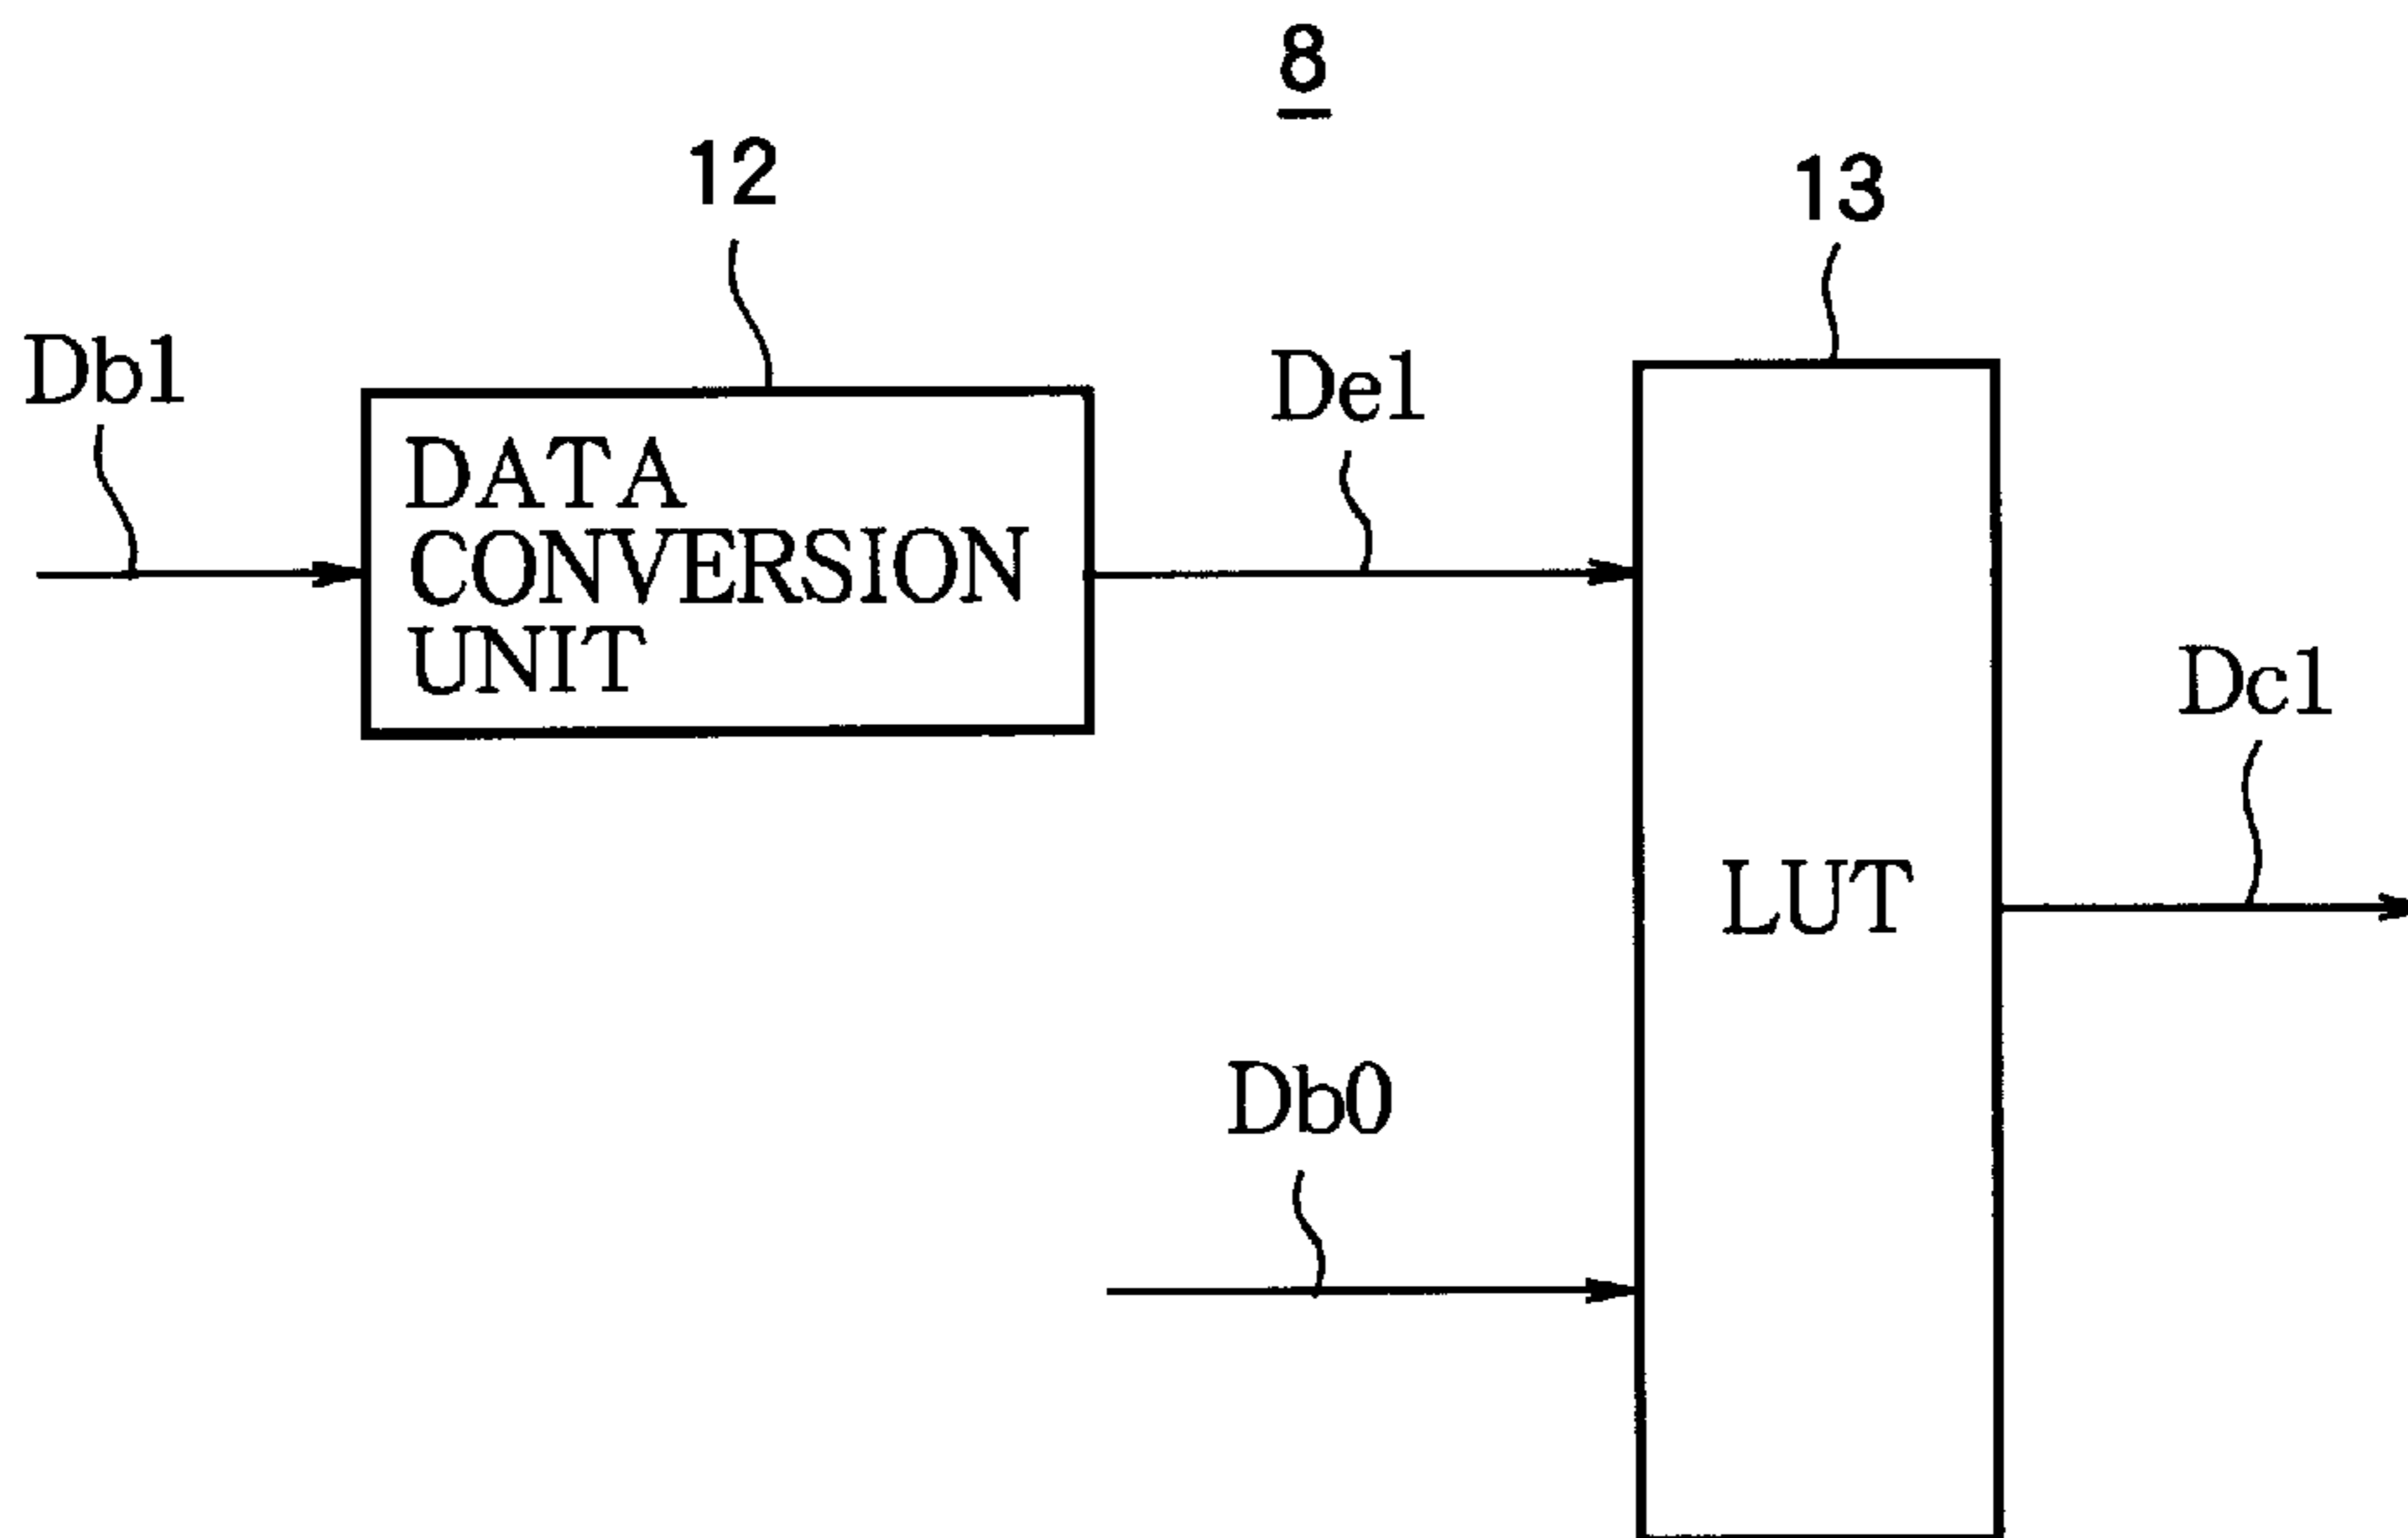 8
12
13
Db1
De1
DATA
CONVERSION
UNIT
Dc1
LUT
Db0